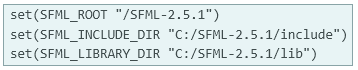 set(SFML_ROOT "/SFML-2.5.1")
set(SFML_INCLUDE_DIR "C:/SFML-2.5.1/include")
set(SFML_LIBRARY_DIR "C:/SFML-2.5.1/lib")